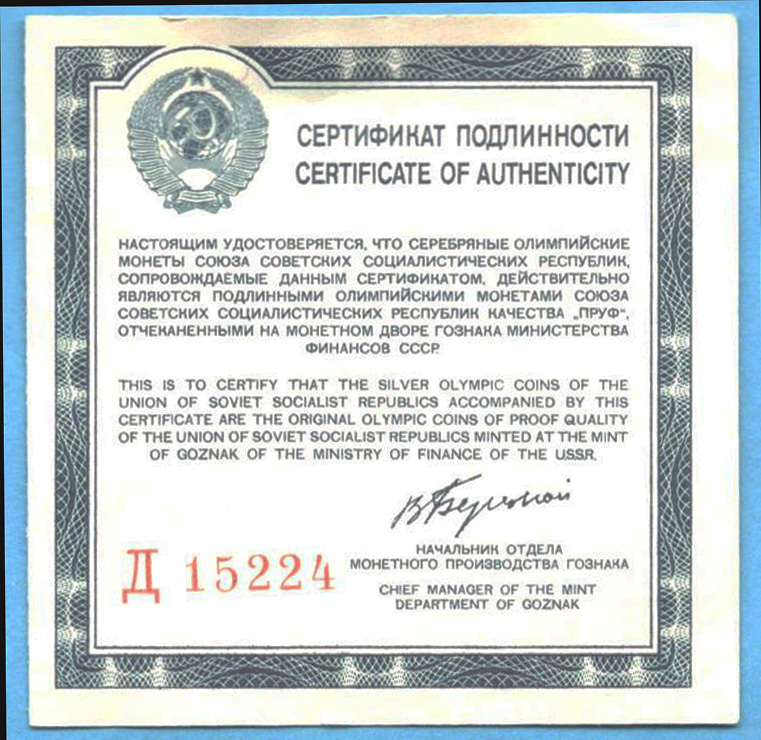 СЕРТИФИКАТ ПОДЛИННОСТИ
CERTIFICATE OF AUTHENTICITY
НАСТОЯЩИМ УДОСТОВЕРЯЕТСЯ, ЧТО СЕРЕБРЯНЫЕ ОЛИМПИЙСКИЕ
МОНЕТЫ СОЮЗА СОВЕТСКИХ СОЦИАЛИСТИЧЕСКИХ РЕСПУБЛИК,
СОПРОВОЖДАЕМЫЕ ДАННЫМ СЕРТИФИКАТОМ, ДЕЙСТВИТЕЛЬНО
ЯВЛЯЮТСЯ ПОДЛИННЫМИ ОЛИМПИЙСКИМИ МОНЕТАМИ СОЮЗА
СОВЕТСКИХ СОЦИАЛИСТИЧЕСКИХ РЕСПУБЛИК КАЧЕСТВА „ПРУФ“,
ОТЧЕКАНЕННЫМИ НА МОНЕТНОМ ДВОРЕ ГОЗНАКА МИНИСТЕРСТВА
ФИНАНСОВ СССР.
THIS IS TO CERTIFY THAT THE SILVER OLYMPIC COINS OF THE
UNION OF SOVIET SOCIALIST REPUBLICS ACCOMPANIED BY THIS
CERTIFICATE ARE THE ORIGINAL OLYMPIC COINS OF PROOF QUALITY
OF THE UNION OF SOVIET SOCIALIST REPUBLICS MINTED AT THE MINT
OF GOZNAK OF THE MINISTRY OF FINANCE OF THE U.S.S.R.
НАЧАЛЬНИК ОТДЕЛА
МОНЕТНОГО ПРОИЗВОДСТВА ГОЗНАКА
Д 15224
CHIEF MANAGER OF THE MINT
DEPARTMENT OF GOZNAK